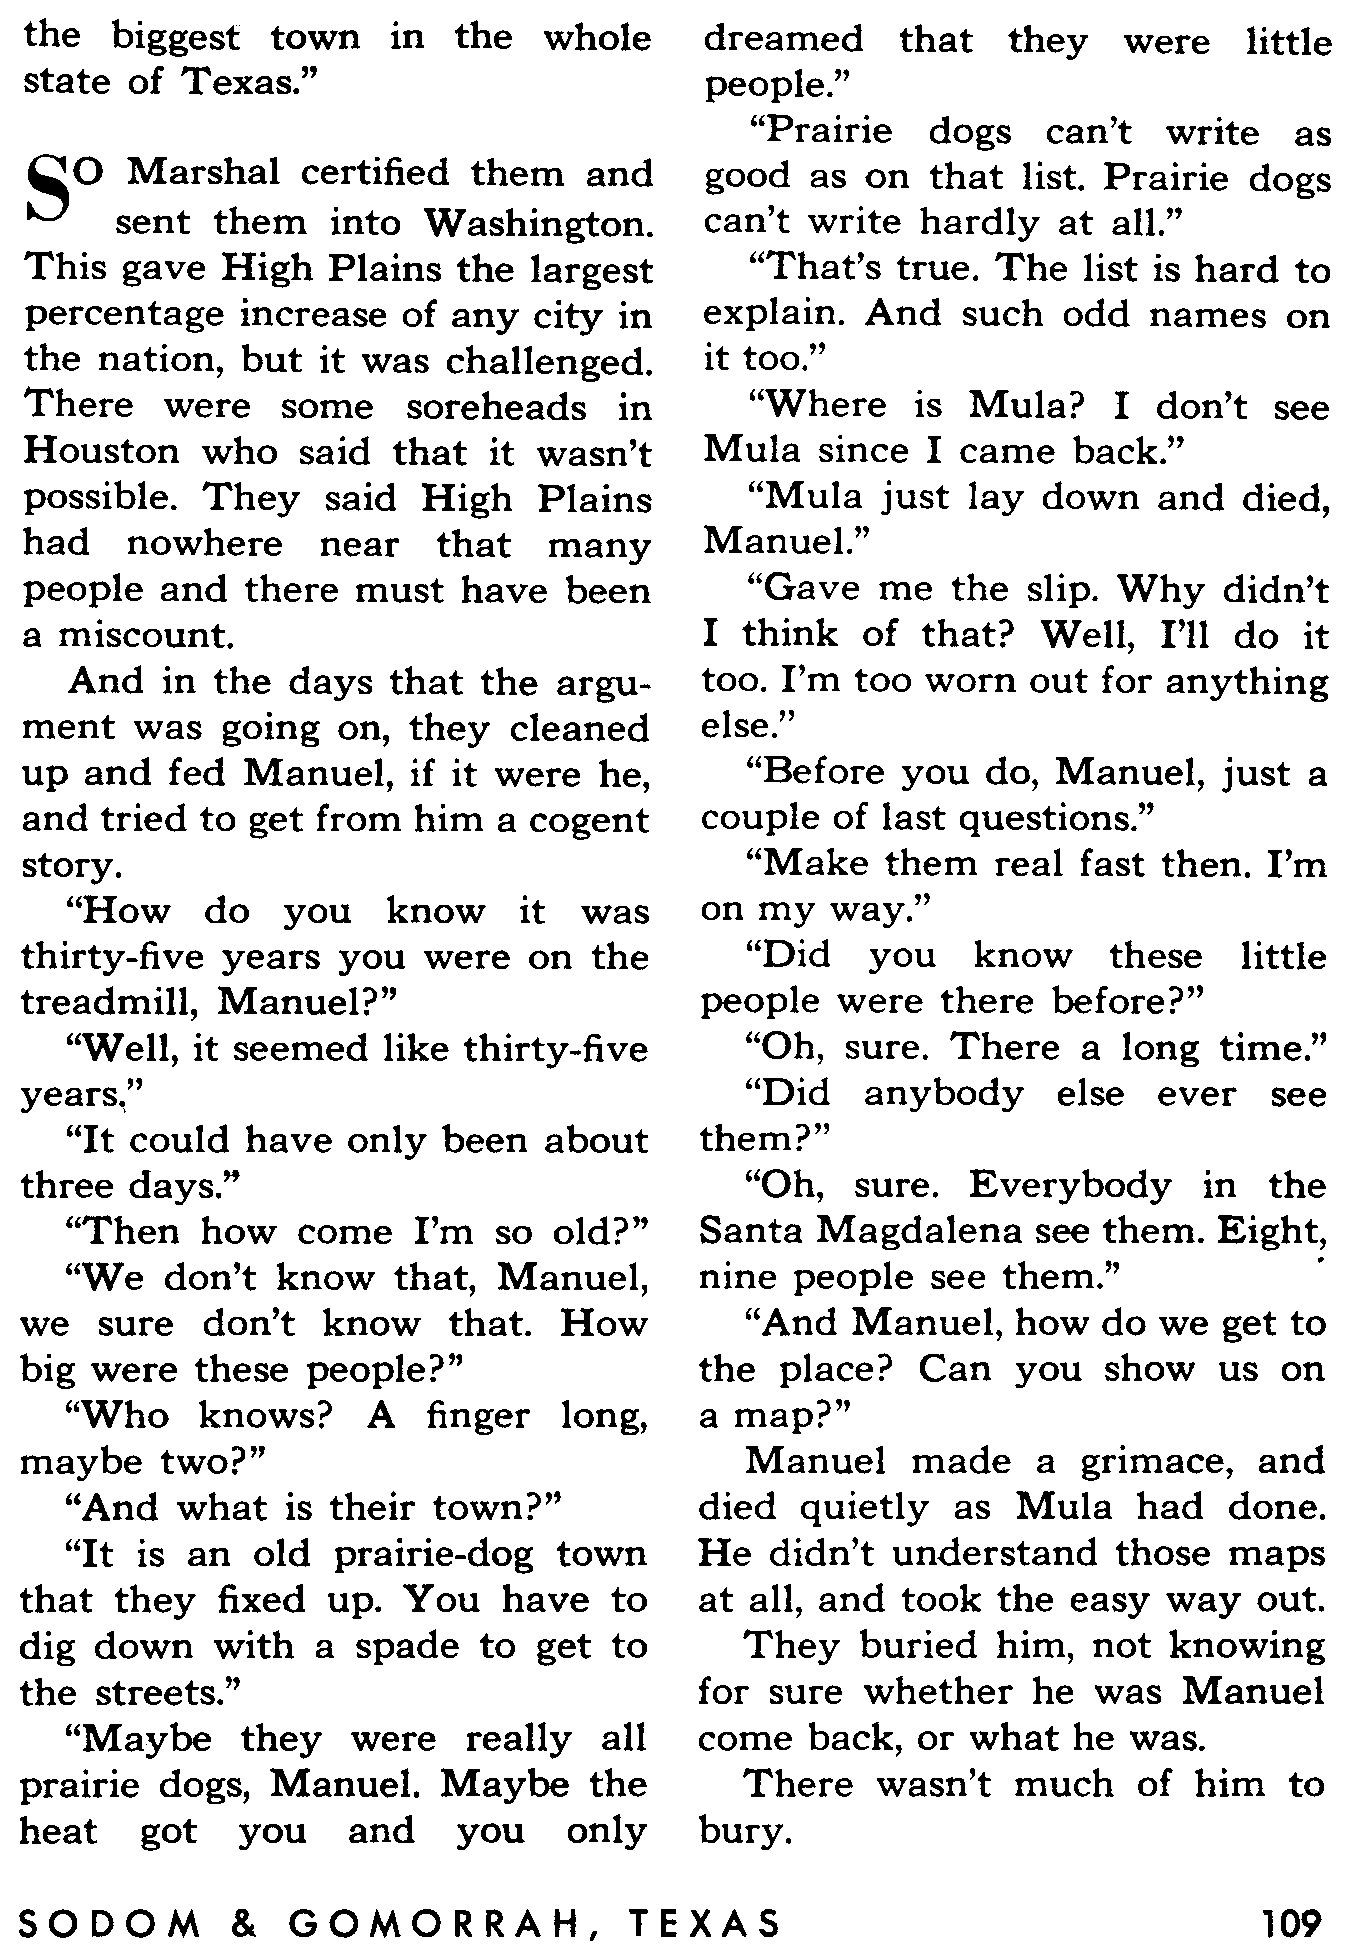 the biggest town in the whole
state of Texas.”
SO Marshal certified them and
sent them into Washington.
This gave High Plains the largest
percentage increase of any city in
the nation, but it was challenged.
There were some soreheads in
Houston who said that it wasn’t
possible. They said High Plains
had nowhere near that many
people and there must have been
a miscount.
And in the days that the argu-
ment was going on, they cleaned
up and fed Manuel, if it were he,
and tried to get from him a cogent
story.
“How do you know it was
thirty-five years you were on the
treadmill, Manuel?”
“Well, it seemed like thirty-five
years.”
“It could have only been about
three days.”
“Then how come I’m so old?”
“We don’t know that, Manuel,
we sure don’t know that. How
big were these people?”
“Who knows? A finger long,
maybe two?”
“And what is their town?”
“It is an old prairie-dog town
that they fixed up. You have to
dig down with a spade to get to
the streets.”
“Maybe they were really all
prairie dogs, Manuel. Maybe the
heat got you and you only
dreamed that they were little
people.”
“Prairie dogs can’t write as
good as on that list. Prairie dogs
can’t write hardly at all.”
“That’s true. The list is hard to
explain. And such odd names on
it too.”
“Where is Mula? I don’t see
Mula since I came back.”
“Mula just lay down and died,
Manuel.”
“Gave me the slip. Why didn’t
I think of that? Well, I’ll do it
too. I’m too worn out for anything
else.”
“Before you do, Manuel, just a
couple of last questions.”
“Make them real fast then. I’m
on my way.”
“Did you know these little
people were there before?”
“Oh, sure. There a long time.”
“Did anybody else ever see
them?”
“Oh, sure. Everybody in the
Santa Magdalena see them. Eight,
nine people see them.”
“And Manuel, how do we get to
the place? Can you show us on
a map?”
Manuel made a grimace, and
died quietly as Mula had done.
He didn’t understand those maps
at all, and took the easy way out.
They buried him, not knowing
for sure whether he was Manuel
come back, or what he was.
There wasn’t much of him to
bury.
SODOM & GOMORRAH, TEXAS
109